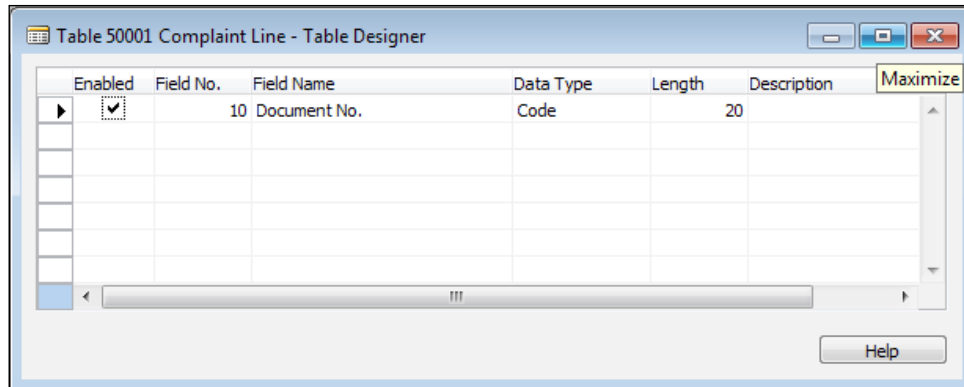 Table 50001 Complaint Line - Table Designer
Enabled Field No. Field Name Data Type Length Description
Maximize
10 Document No. Code 20
Help